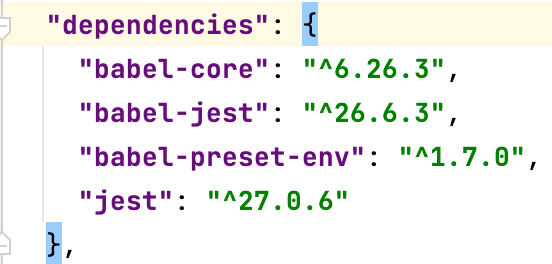 "dependencies": {
"babel-core": "^6.26.3",
"babel-jest": "^26.6.3",
"babel-preset-env": "^1.7.0",
"jest": "^27.0.6"
},